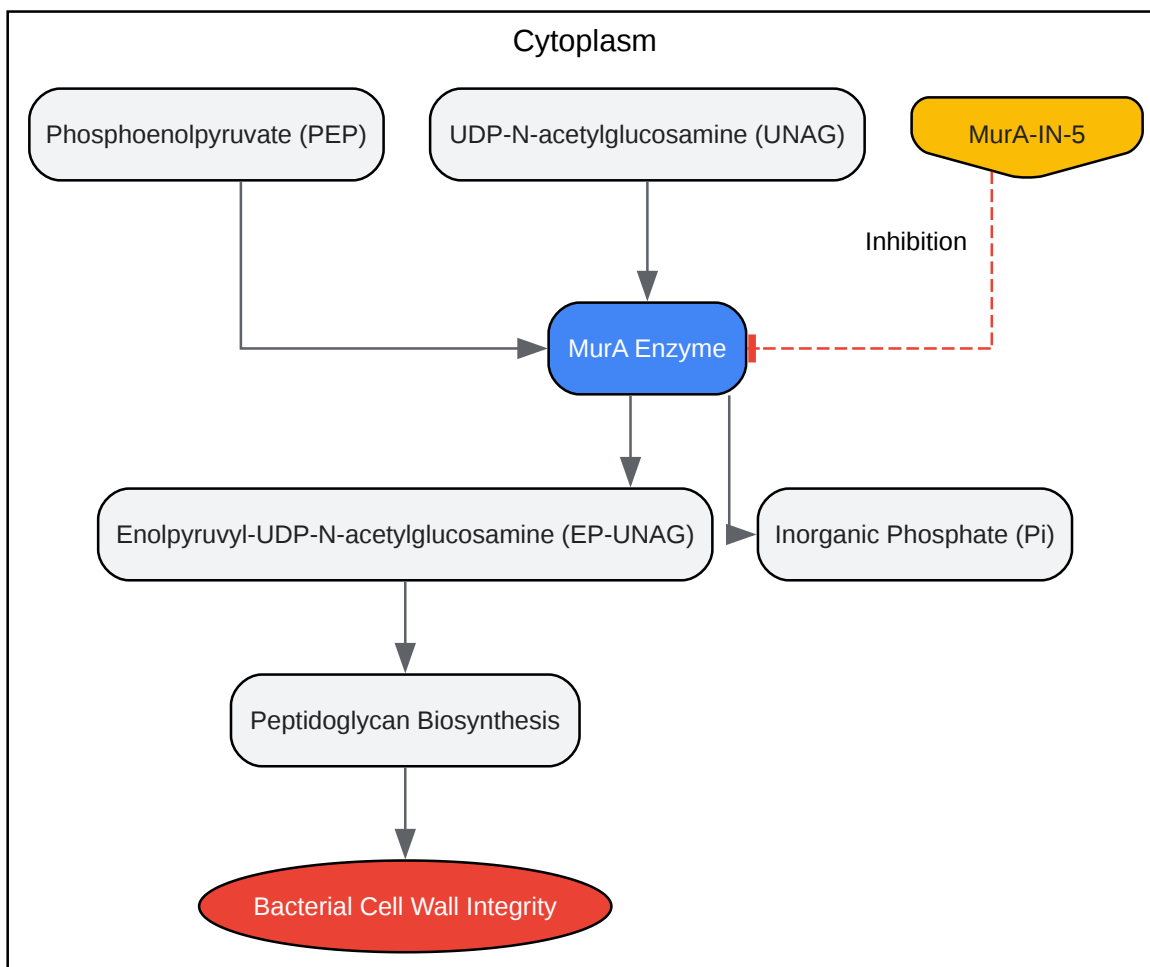 Cytoplasm
Phosphoenolpyruvate (PEP)
UDP-N-acetylglucosamine (UNAG)
MurA-IN-5
Inhibition
MurA Enzyme
Enolpyruvyl-UDP-N-acetylglucosamine (EP-UNAG)
Inorganic Phosphate (Pi)
Peptidoglycan Biosynthesis
Bacterial Cell Wall Integrity